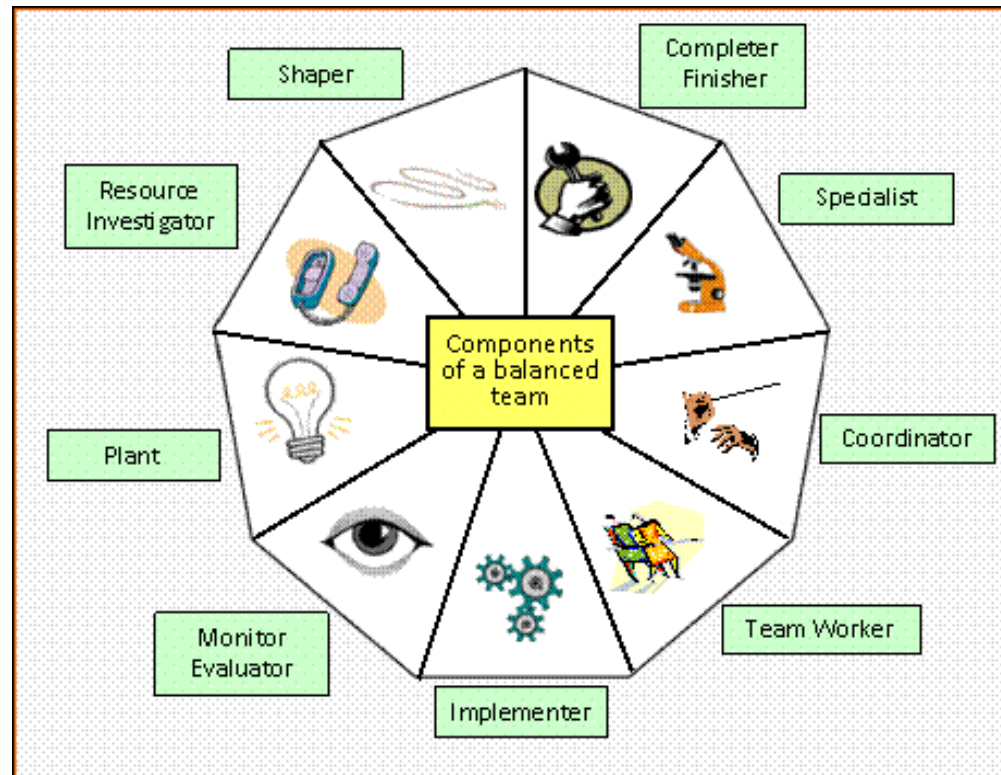 Shaper
Completer
Finisher
Resource
Investigator
Specialist
Components
of a balanced
team
Plant
Coordinator
Monitor
Evaluator
Team Worker
Implementer